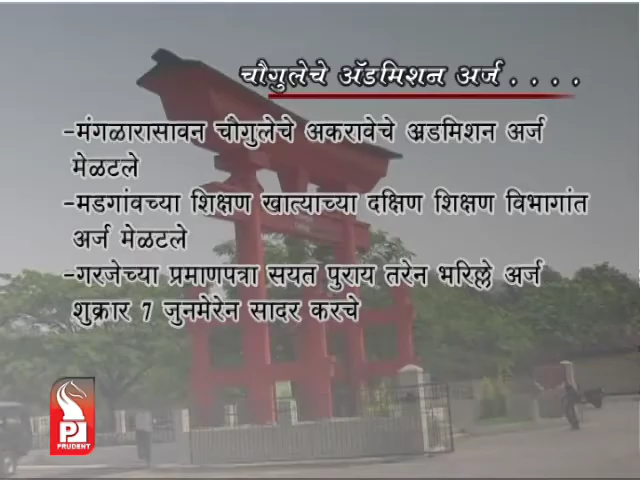 चौगुलेचे ॲडमिशन अर्ज . . . .
-मंगळारासावन चौगुलेचे अकरावेचे अॅडमिशन अर्ज
मेळटले
-मडगांवच्या शिक्षण खात्याच्या दक्षिण शिक्षण विभागांत
अर्ज मेळटले
-गरजेच्या प्रमाणपत्रा सयत पुराय तरेन भरिल्ले अर्ज
शुक्रार 7 जुनमेरेन सादर करचे
PRUDENT